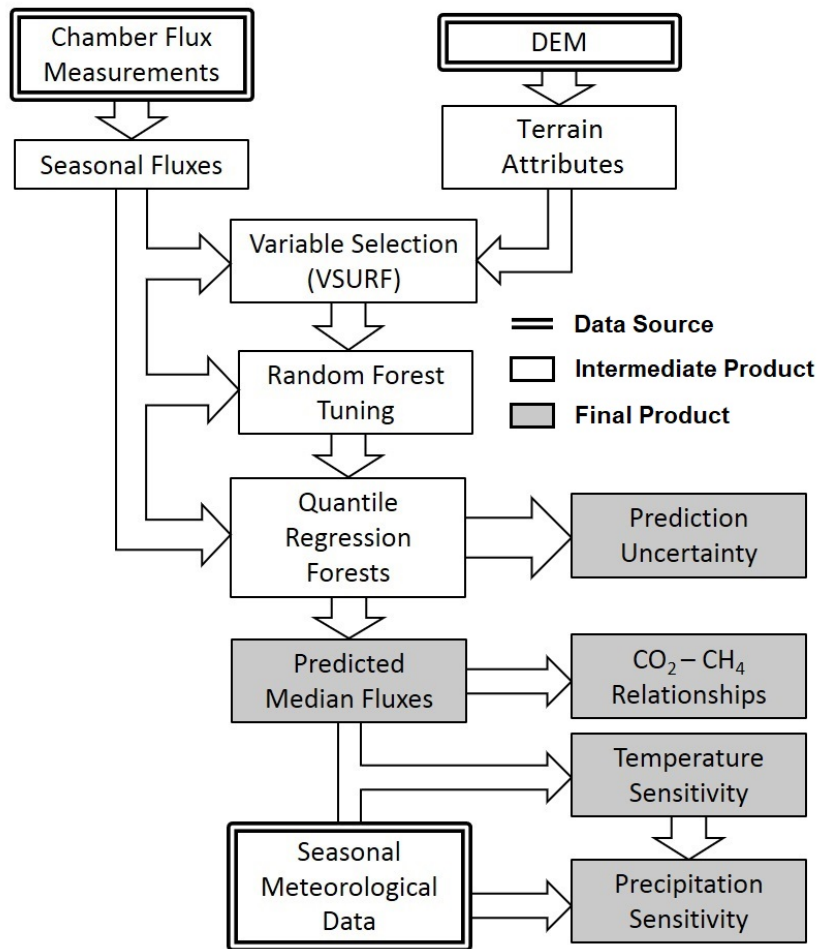 Chamber Flux
Measurements
DEM
Seasonal Fluxes
Terrain
Attributes
Variable Selection
(VSURF)
Data Source
Intermediate Product
Final Product
Random Forest
Tuning
Quantile
Regression
Forests
Prediction
Uncertainty
Predicted
Median Fluxes
CO₂ – CH₄
Relationships
Temperature
Sensitivity
Seasonal
Meteorological
Data
Precipitation
Sensitivity